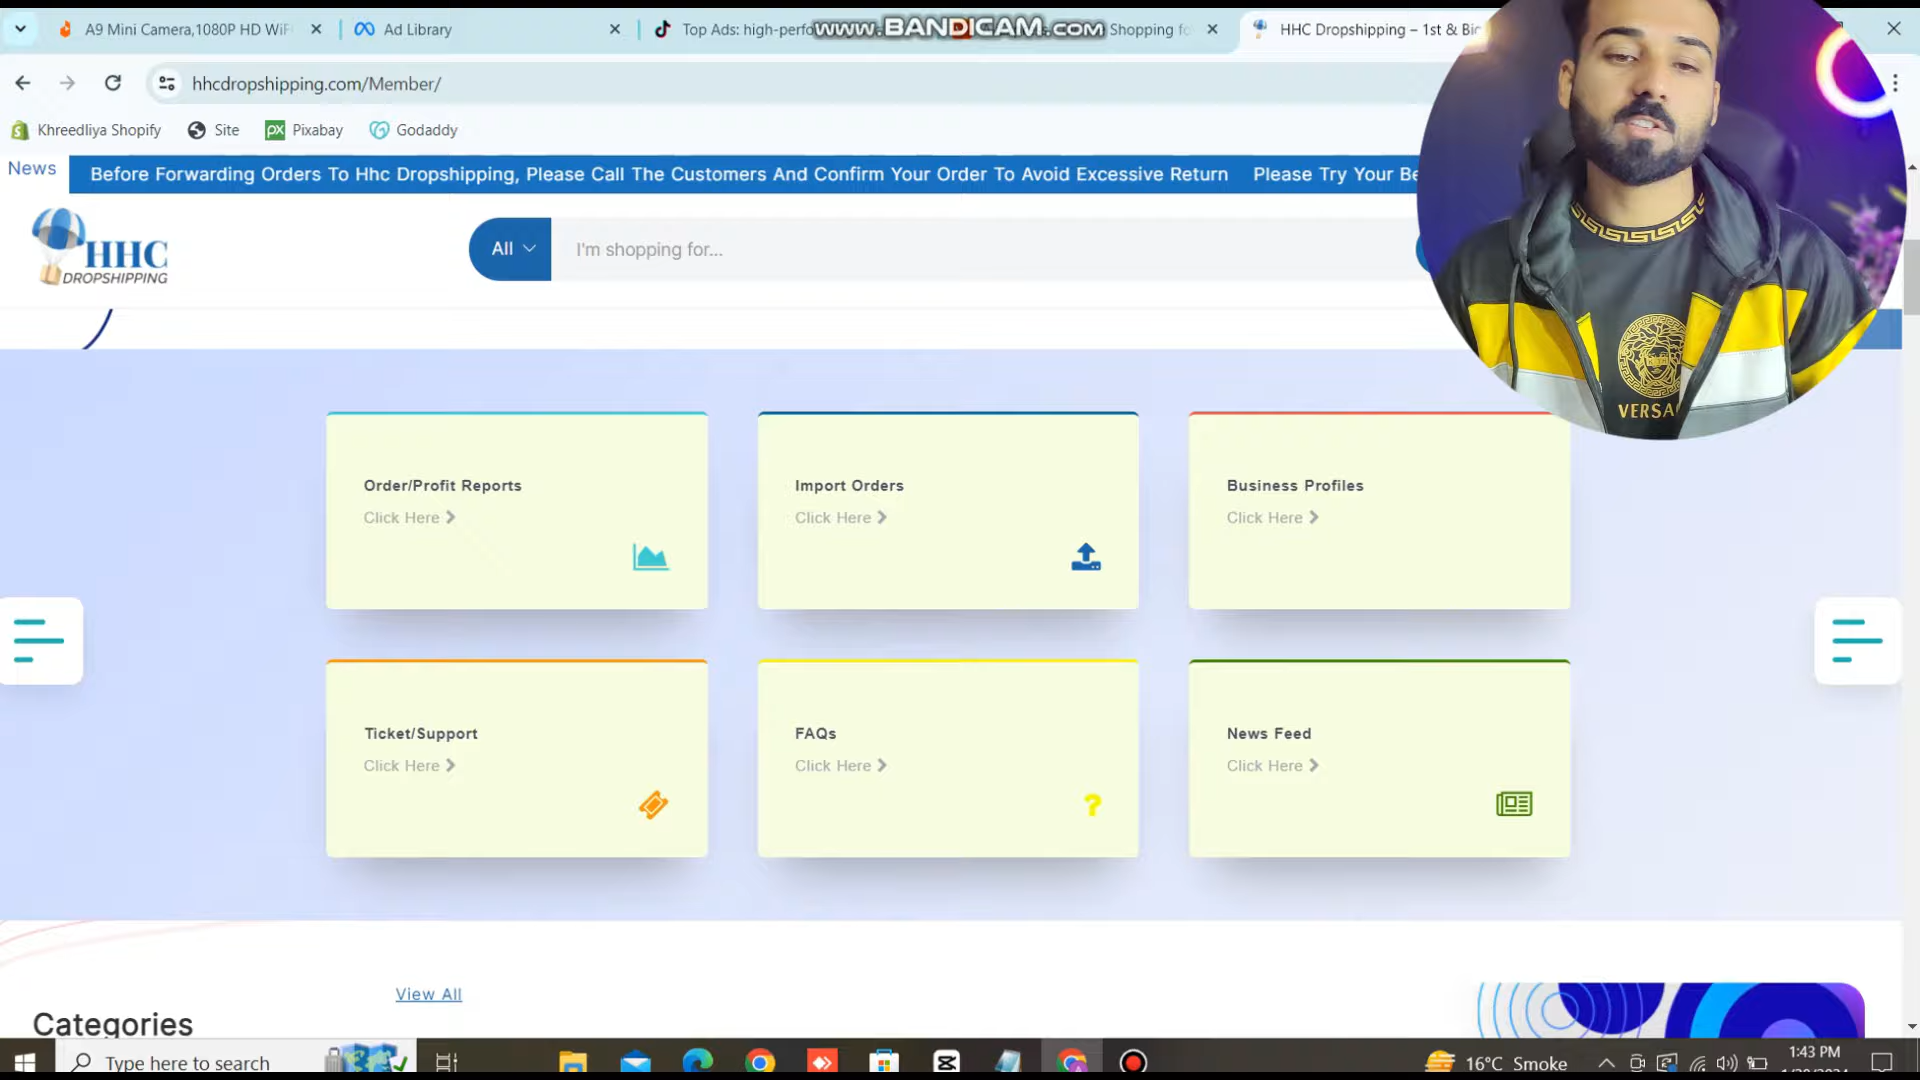 A9 Mini Camera,1080P HD WiF
Ad Library
Top Ads: high-perfo
www.BANDICAM.com
Shopping fo
HHC Dropshipping – 1st & Bi
hhcdropshipping.com/Member/
Khreedliya Shopify
Site
Pixabay
Godaddy
News
Before Forwarding Orders To Hhc Dropshipping, Please Call The Customers And Confirm Your Order To Avoid Excessive Return
Please Try Your Be
HHC
DROPSHIPPING
All
I'm shopping for...
VERSA
Order/Profit Reports
Click Here
Import Orders
Click Here
Business Profiles
Click Here
Ticket/Support
Click Here
FAQs
Click Here
News Feed
Click Here
View All
Categories
Type here to search
16°C Smoke
1:43 PM